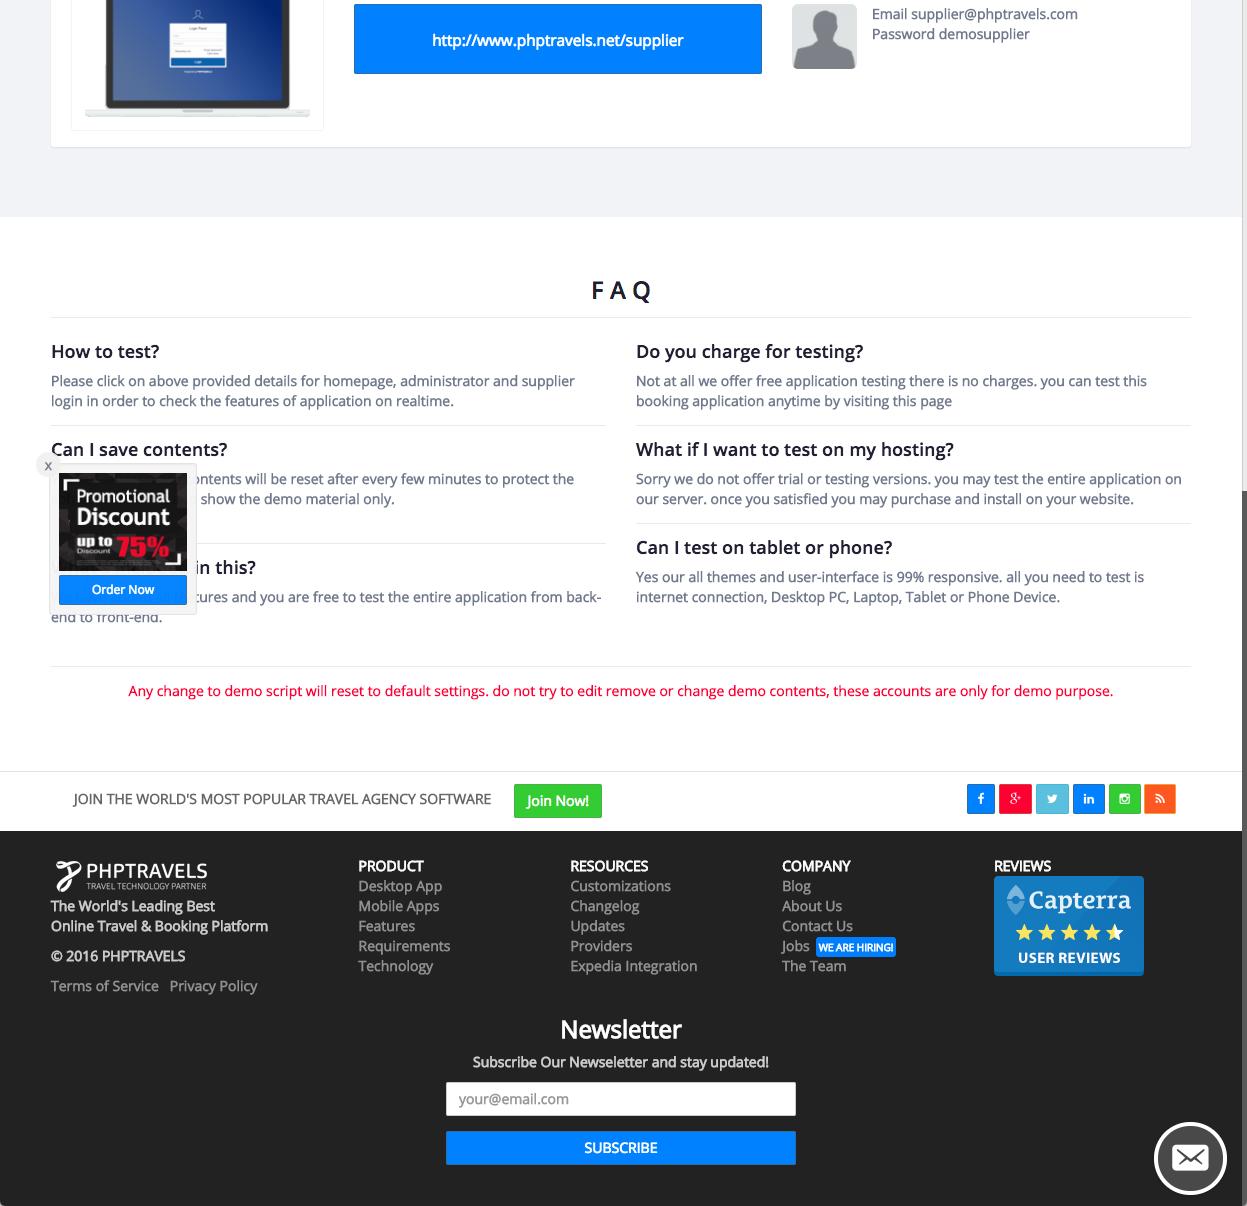 http://www.phptravels.net/supplier
Email supplier@phptravels.com
Password demosupplier
FAQ
How to test?
Please click on above provided details for homepage, administrator and supplier
login in order to check the features of application on realtime.
Can I save contents?
ontents will be reset after every few minutes to protect the
show the demo material only.
in this?
tures and you are free to test the entire application from back-
end to front-end.
x
Promotional
Discount
up to 75%
Discount
Order Now
Do you charge for testing?
Not at all we offer free application testing there is no charges. you can test this
booking application anytime by visiting this page
What if I want to test on my hosting?
Sorry we do not offer trial or testing versions. you may test the entire application on
our server. once you satisfied you may purchase and install on your website.
Can I test on tablet or phone?
Yes our all themes and user-interface is 99% responsive. all you need to test is
internet connection, Desktop PC, Laptop, Tablet or Phone Device.
Any change to demo script will reset to default settings. do not try to edit remove or change demo contents, these accounts are only for demo purpose.
JOIN THE WORLD'S MOST POPULAR TRAVEL AGENCY SOFTWARE
Join Now!
PHPTRAVELS
TRAVEL TECHNOLOGY PARTNER
The World's Leading Best
Online Travel & Booking Platform
© 2016 PHPTRAVELS
Terms of Service Privacy Policy
PRODUCT
Desktop App
Mobile Apps
Features
Requirements
Technology
RESOURCES
Customizations
Changelog
Updates
Providers
Expedia Integration
COMPANY
Blog
About Us
Contact Us
Jobs WE ARE HIRING!
The Team
REVIEWS
Capterra
USER REVIEWS
Newsletter
Subscribe Our Newseletter and stay updated!
your@email.com
SUBSCRIBE